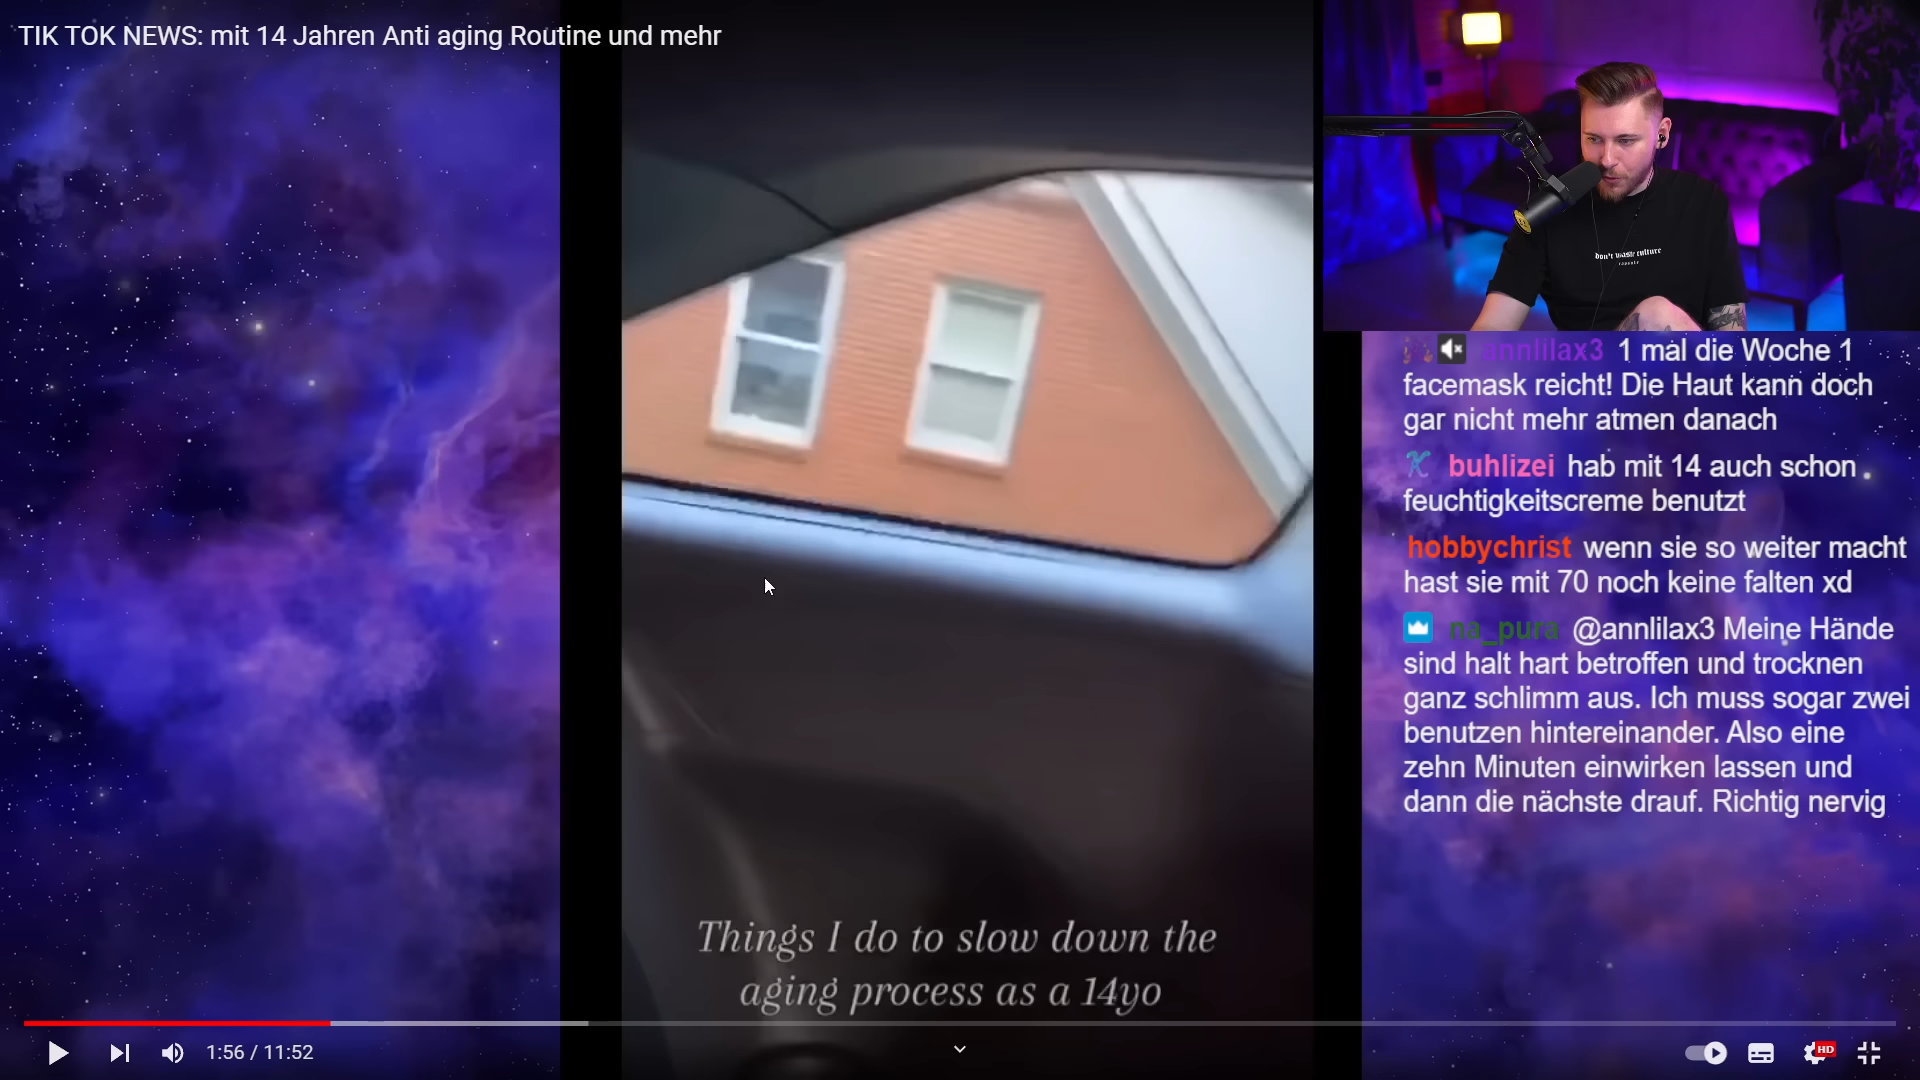 TIK TOK NEWS: mit 14 Jahren Anti aging Routine und mehr
don't waste culture
annlilax3 1 mal die Woche 1
facemask reicht! Die Haut kann doch
gar nicht mehr atmen danach
buhlizei hab mit 14 auch schon
feuchtigkeitscreme benutzt
hobbychrist wenn sie so weiter macht
hast sie mit 70 noch keine falten xd
na_pura @annlilax3 Meine Hände
sind halt hart betroffen und trocknen
ganz schlimm aus. Ich muss sogar zwei
benutzen hintereinander. Also eine
zehn Minuten einwirken lassen und
dann die nächste drauf. Richtig nervig
Things I do to slow down the
aging process as a 14yo
1:56 / 11:52
HD